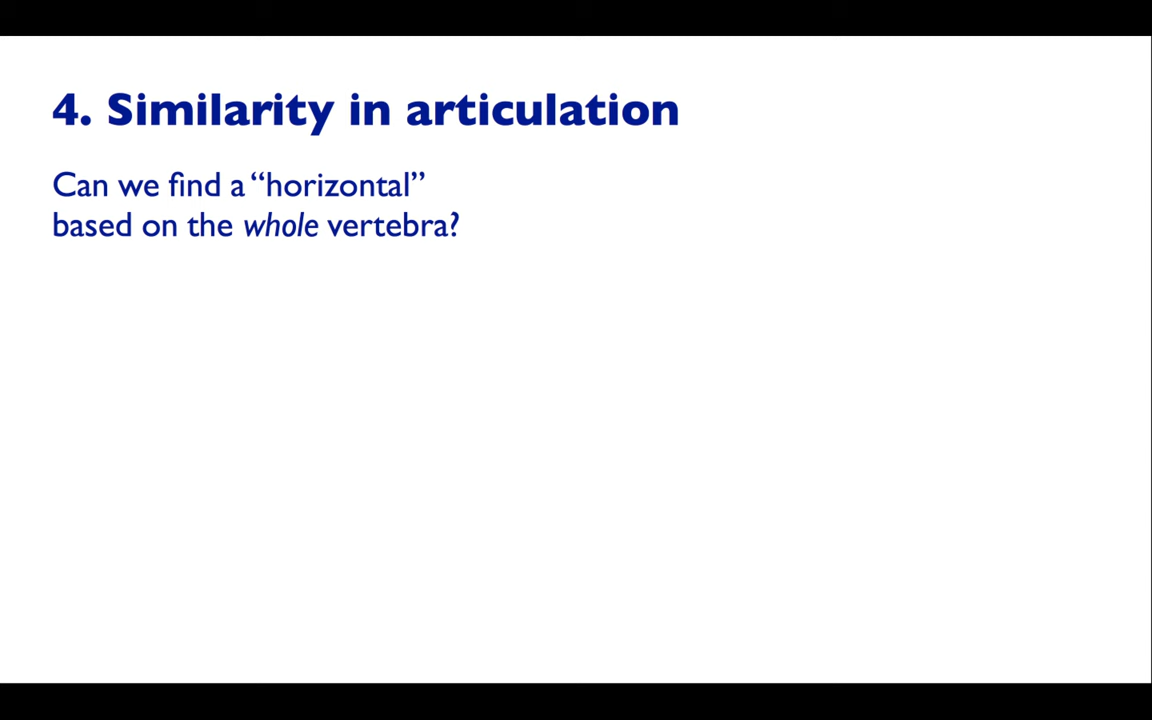 4. Similarity in articulation
Can we find a “horizontal”
based on the whole vertebra?